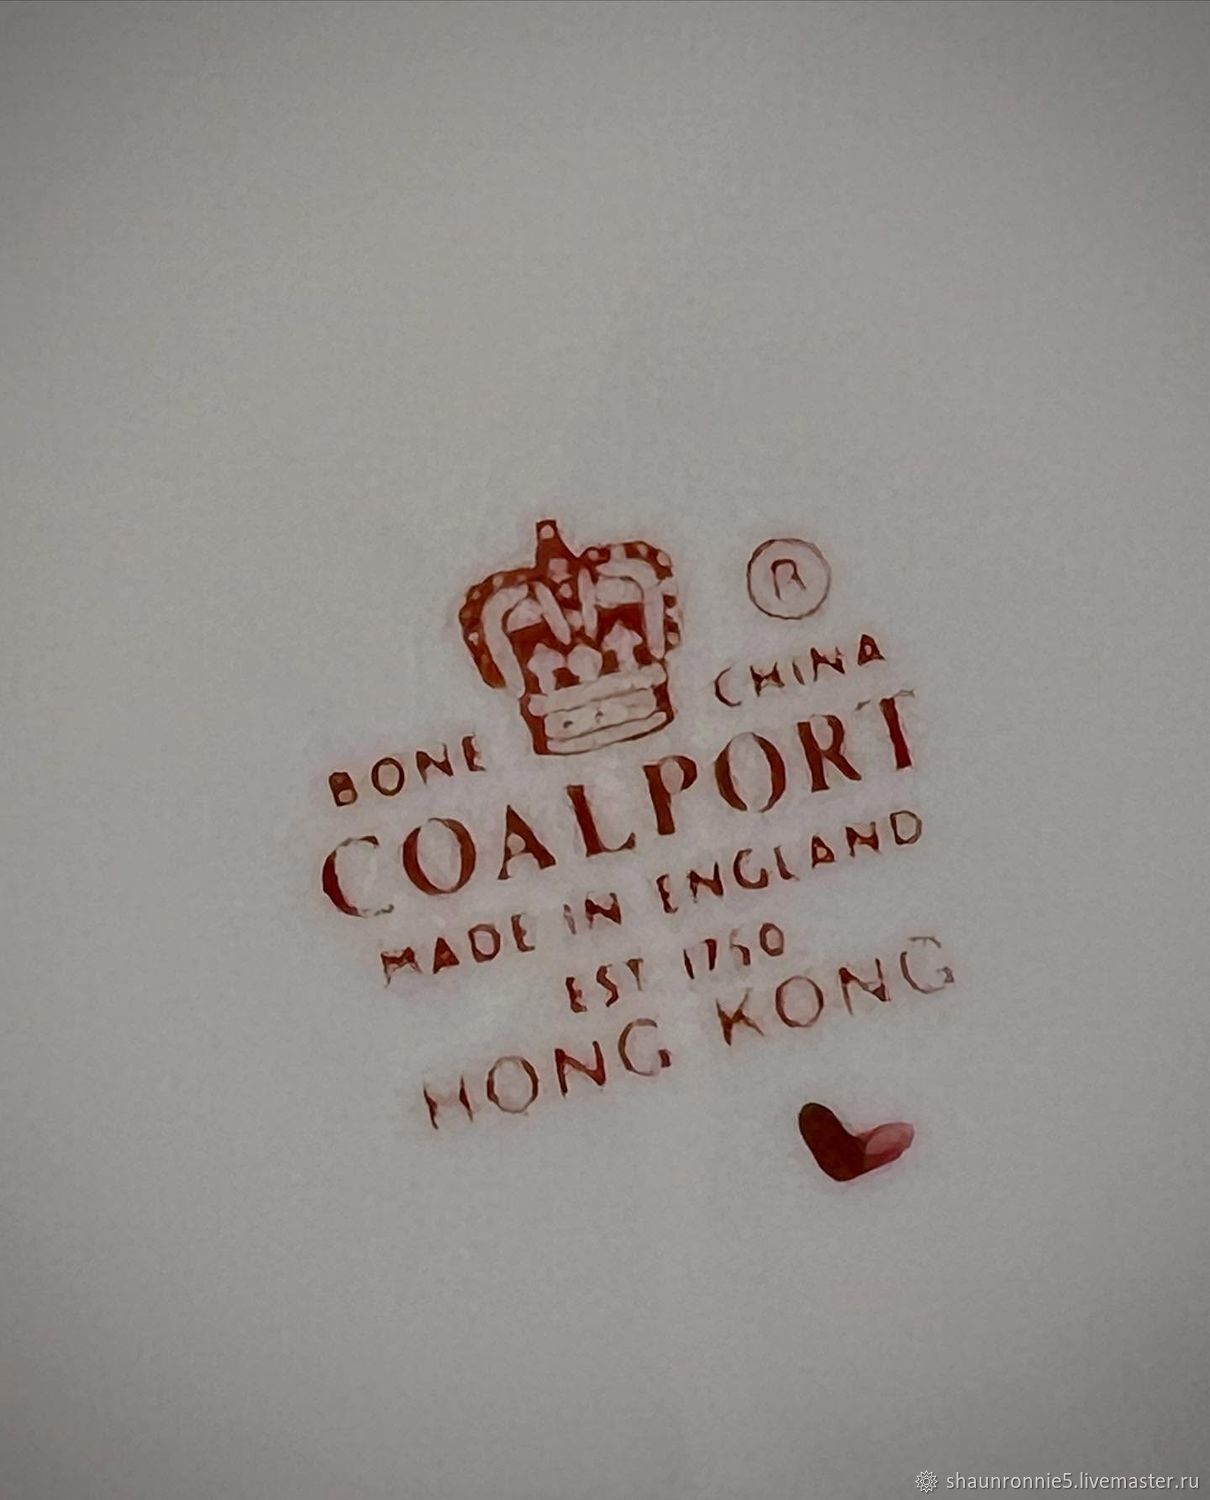 ®
BONE CHINA
COALPORT
MADE IN ENGLAND
EST 1750
HONG KONG
shaunronnie5.livemaster.ru